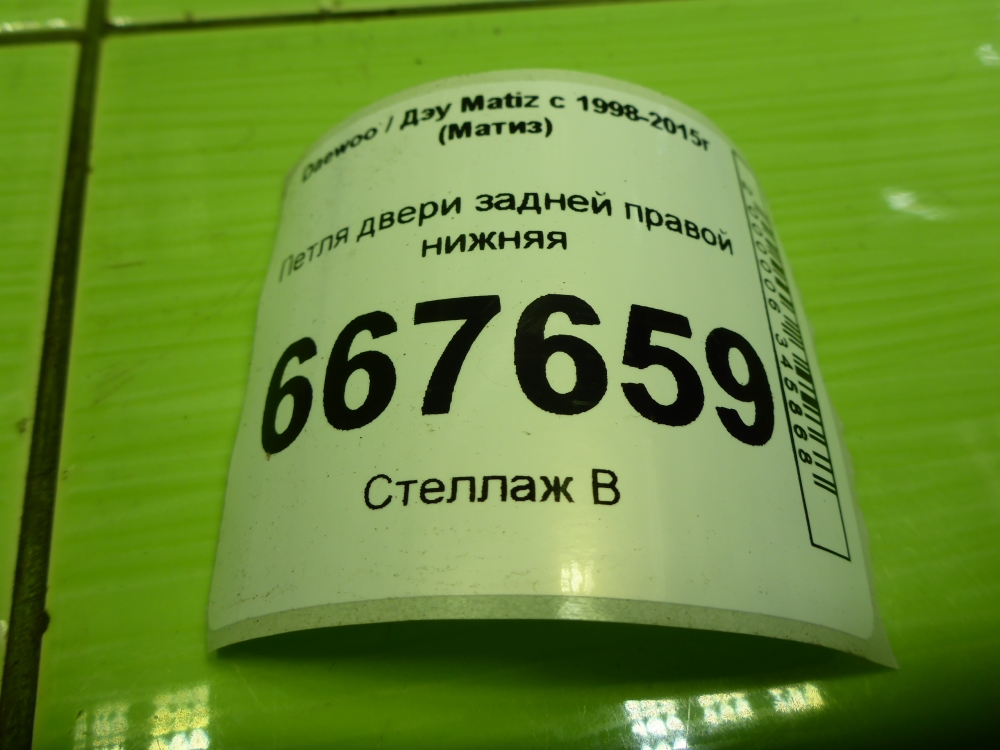 Daewoo / Дэу Matiz с 1998-2015г
(Матиз)
Петля двери задней правой
нижняя
667659
Стеллаж В